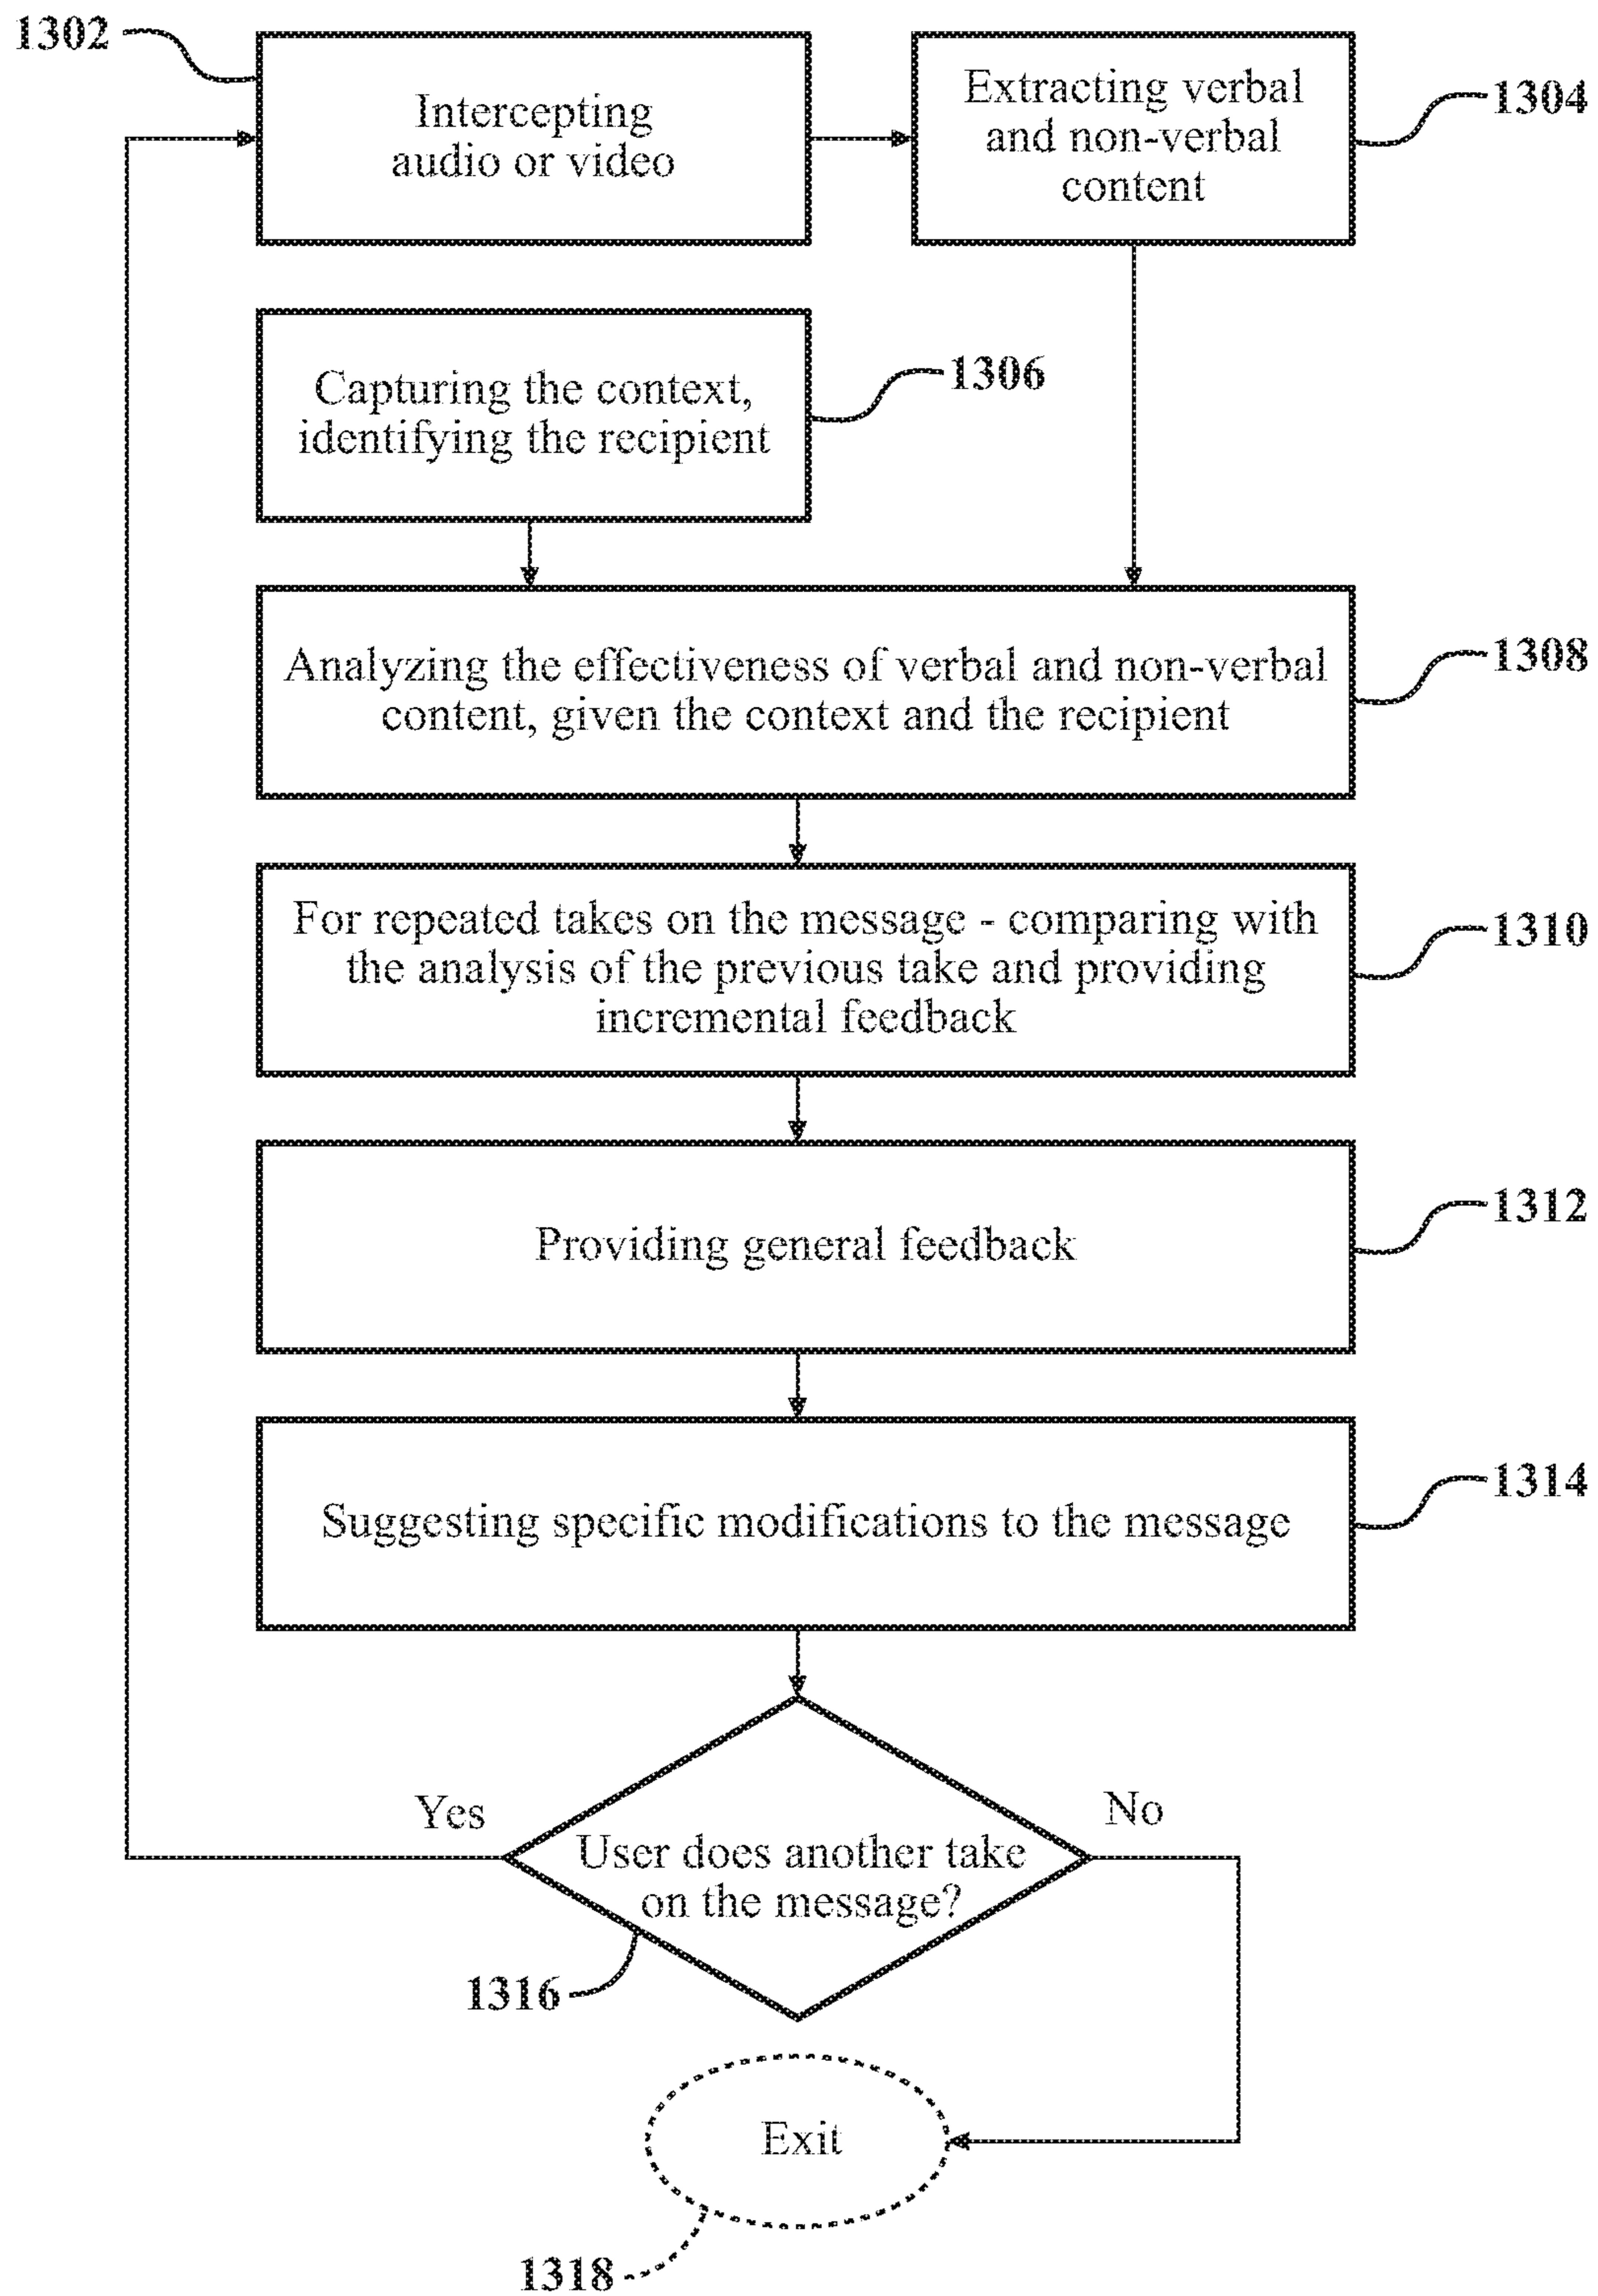 1302
Intercepting
audio or video
Extracting verbal
and non-verbal
content
1304
Capturing the context,
identifying the recipient
1306
Analyzing the effectiveness of verbal and non-verbal
content, given the context and the recipient
1308
For repeated takes on the message - comparing with
the analysis of the previous take and providing
incremental feedback
1310
Providing general feedback
1312
Suggesting specific modifications to the message
1314
Yes
No
User does another take
on the message?
1316
Exit
1318